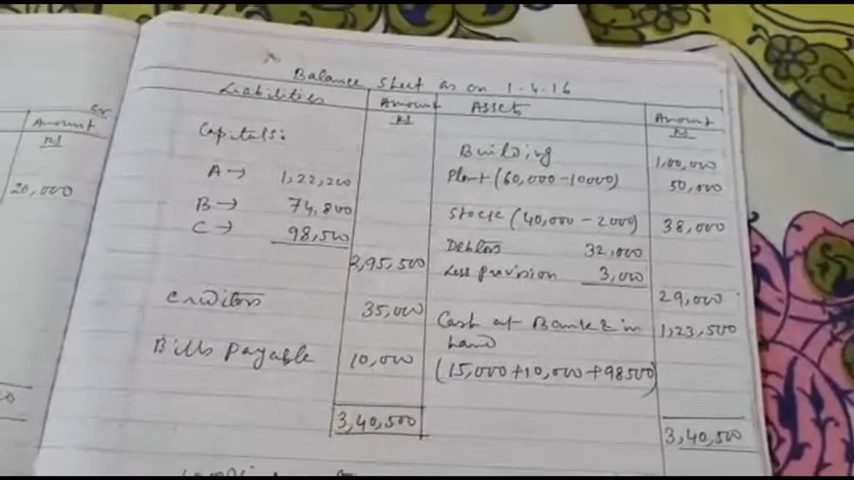 Balance Sheet as on 1.4.16
Liabilities Amount Assets Amount
Rs Rs
Capitals:
Building 1,00,000
A → 1,22,200 Plant (60,000-10000) 50,000
B → 74,800 Stock (40,000-2000) 38,000
C → 98,500 Debtors 32,000
2,95,500 Less provision 3,000
29,000
Creditors 35,000 Cash at Bank & in 1,23,500
hand
Bills Payable 10,000 (15,000+10,000+98500)
3,40,500 3,40,500
Amount
Rs
20,000